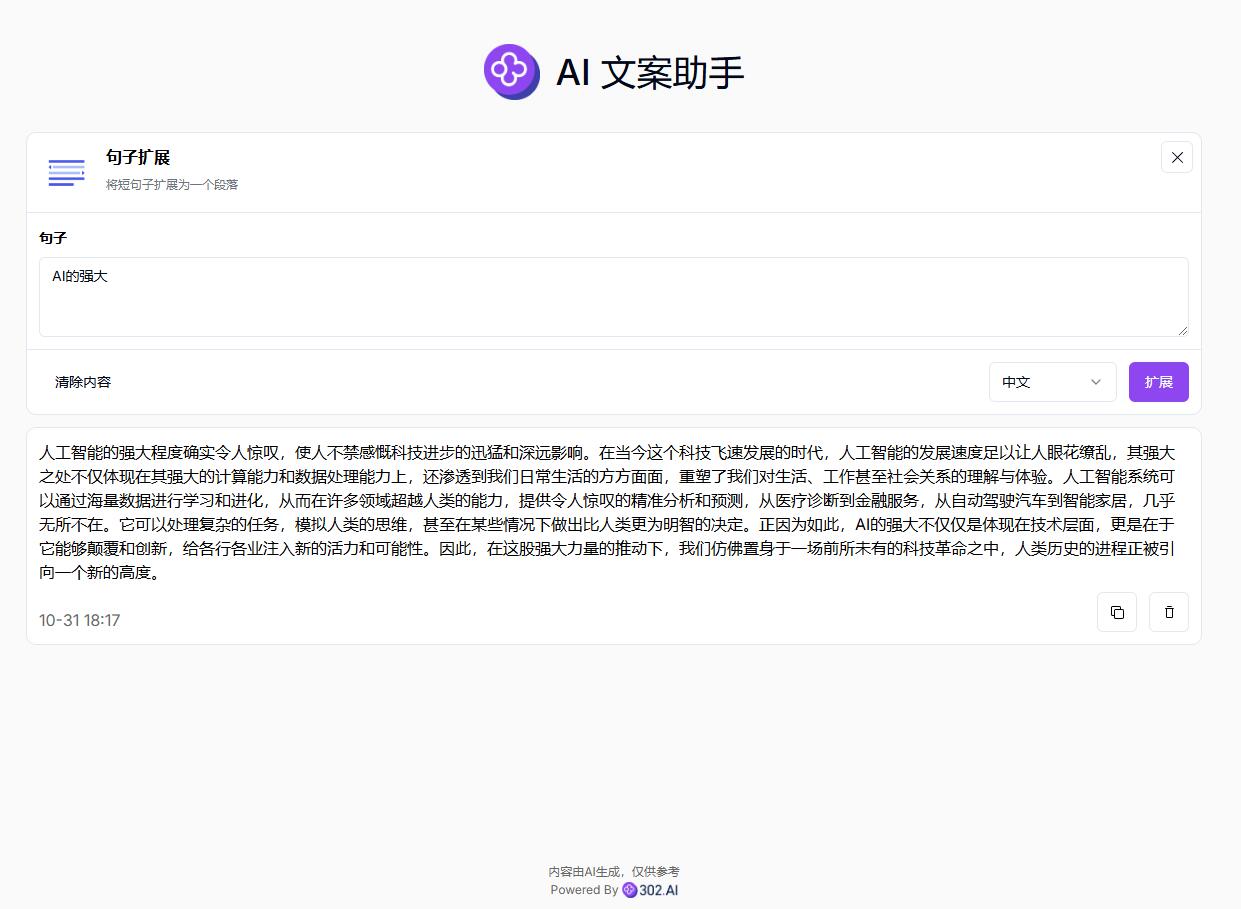 AI 文案助手
句子扩展
将短句子扩展为一个段落
句子
AI的强大
清除内容
中文
扩展
人工智能的强大程度确实令人惊叹，使人不禁感慨科技进步的迅猛和深远影响。在当今这个科技飞速发展的时代，人工智能的发展速度足以让人眼花缭乱，其强大
之处不仅体现在其强大的计算能力和数据处理能力上，还渗透到我们日常生活的方方面面，重塑了我们对生活、工作甚至社会关系的理解与体验。人工智能系统可
以通过海量数据进行学习和进化，从而在许多领域超越人类的能力，提供令人惊叹的精准分析和预测，从医疗诊断到金融服务，从自动驾驶汽车到智能家居，几乎
无所不在。它可以处理复杂的任务，模拟人类的思维，甚至在某些情况下做出比人类更为明智的决定。正因为如此，AI的强大不仅仅是体现在技术层面，更是在于
它能够颠覆和创新，给各行各业注入新的活力和可能性。因此，在这股强大力量的推动下，我们仿佛置身于一场前所未有的科技革命之中，人类历史的进程正被引
向一个新的高度。
10-31 18:17
内容由AI生成，仅供参考
Powered By 302.AI